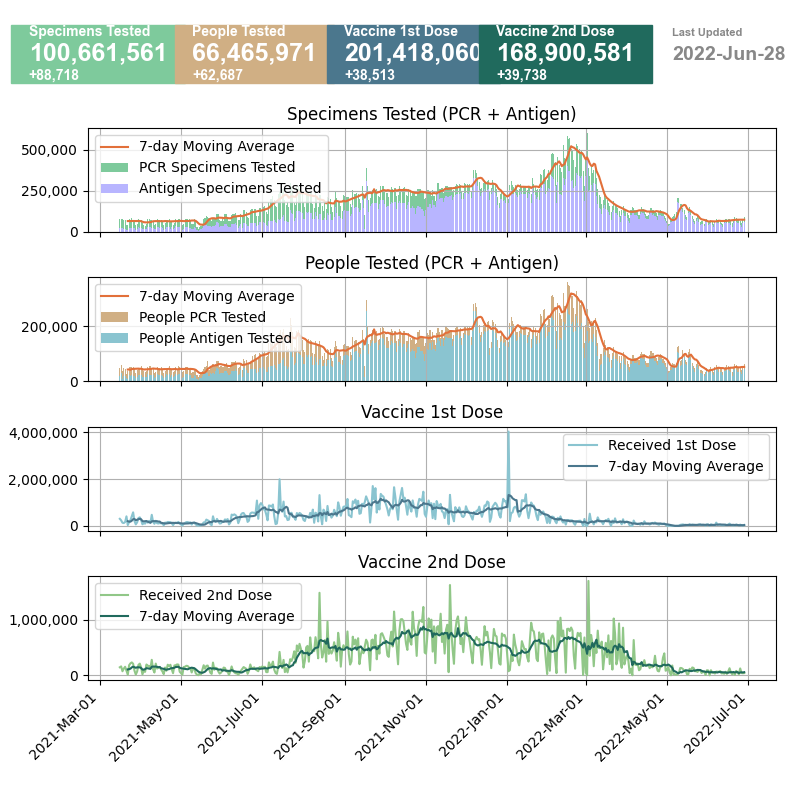 Specimens Tested
100,661,561
+88,718
People Tested
66,465,971
+62,687
Vaccine 1st Dose
201,418,060
+38,513
Vaccine 2nd Dose
168,900,581
+39,738
Last Updated
2022-Jun-28
Specimens Tested (PCR + Antigen)
7-day Moving Average
PCR Specimens Tested
Antigen Specimens Tested
500,000
250,000
0
People Tested (PCR + Antigen)
7-day Moving Average
People PCR Tested
People Antigen Tested
200,000
0
Vaccine 1st Dose
Received 1st Dose
7-day Moving Average
4,000,000
2,000,000
0
Vaccine 2nd Dose
Received 2nd Dose
7-day Moving Average
1,000,000
0
2021-Mar-01
2021-May-01
2021-Jul-01
2021-Sep-01
2021-Nov-01
2022-Jan-01
2022-Mar-01
2022-May-01
2022-Jul-01